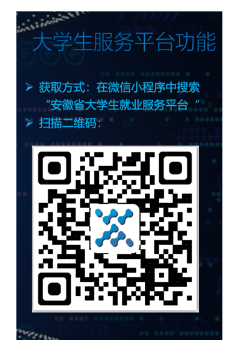 大学生服务平台功能
➢ 获取方式：在微信小程序中搜索
“安徽省大学生就业服务平台 “
➢ 扫描二维码：